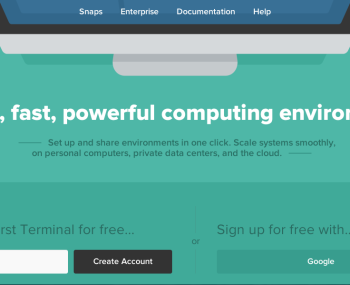 Snaps Enterprise Documentation Help
, fast, powerful computing enviro
Set up and share environments in one click. Scale systems smoothly,
on personal computers, private data centers, and the cloud.
rst Terminal for free... Sign up for free with..
or
Create Account Google